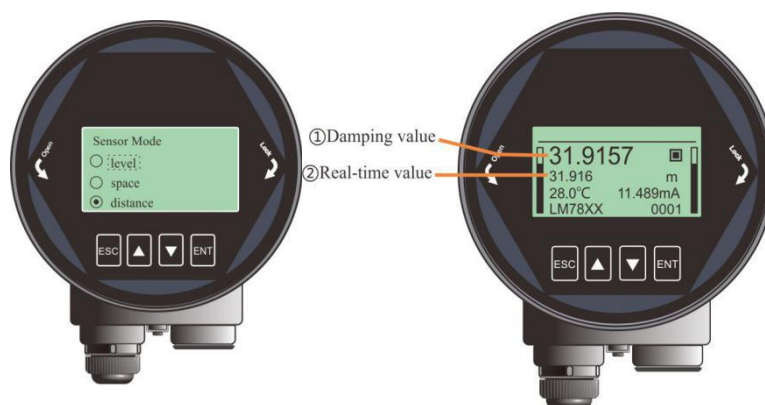 Sensor Mode
level
space
distance
Open
Lock
ESC
ENT
①Damping value
②Real-time value
31.9157
31.916 m
28.0℃ 11.489mA
LM78XX 0001
Open
Lock
ESC
ENT